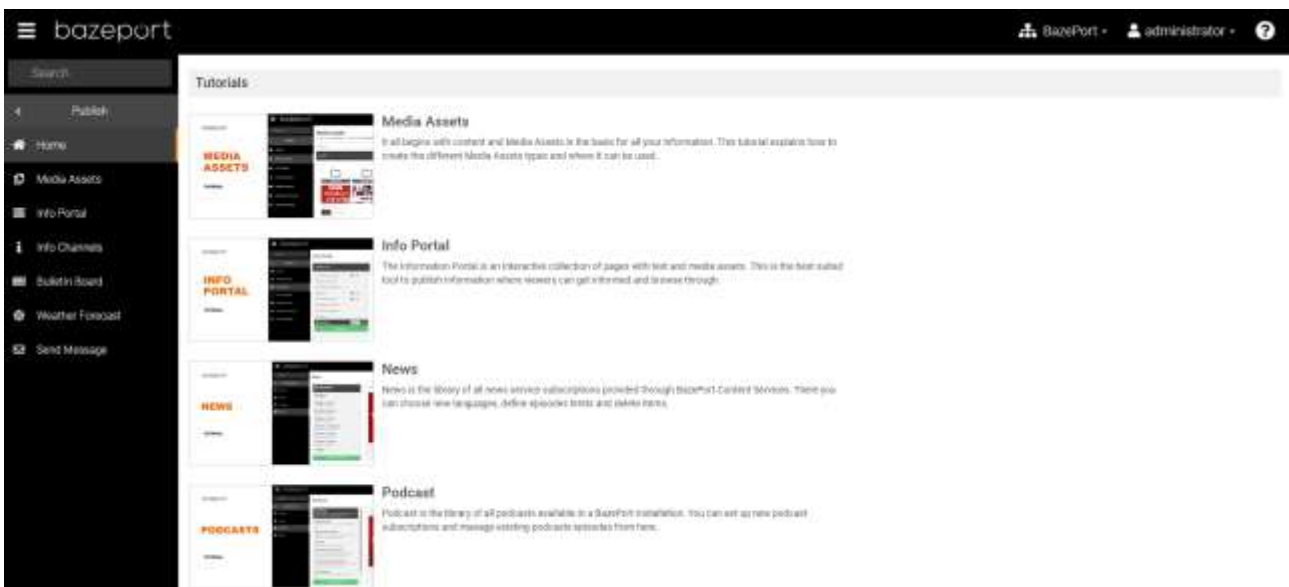 bazeport
BazePort
administrator
Search
Publish
Home
Media Assets
Info Portal
Info Channels
Bulletin Board
Weather Forecast
Send Message
Tutorials
MEDIA
ASSETS
Media Assets
It all begins with content and Media Assets is the basis for all your information. This tutorial explains how to
create the different Media Assets types and where it can be used.
INFO
PORTAL
Info Portal
The Information Portal is an interactive collection of pages with text and media assets. This is the best suited
tool to publish information where viewers can get informed and browse through.
NEWS
News
News is the library of all news service subscriptions provided through BazePort Content Services. There you
can choose new languages, define episodes limits and delete items.
PODCASTS
Podcast
Podcast is the library of all podcasts available in a BazePort installation. You can set up new podcast
subscriptions and manage existing podcasts episodes from here.